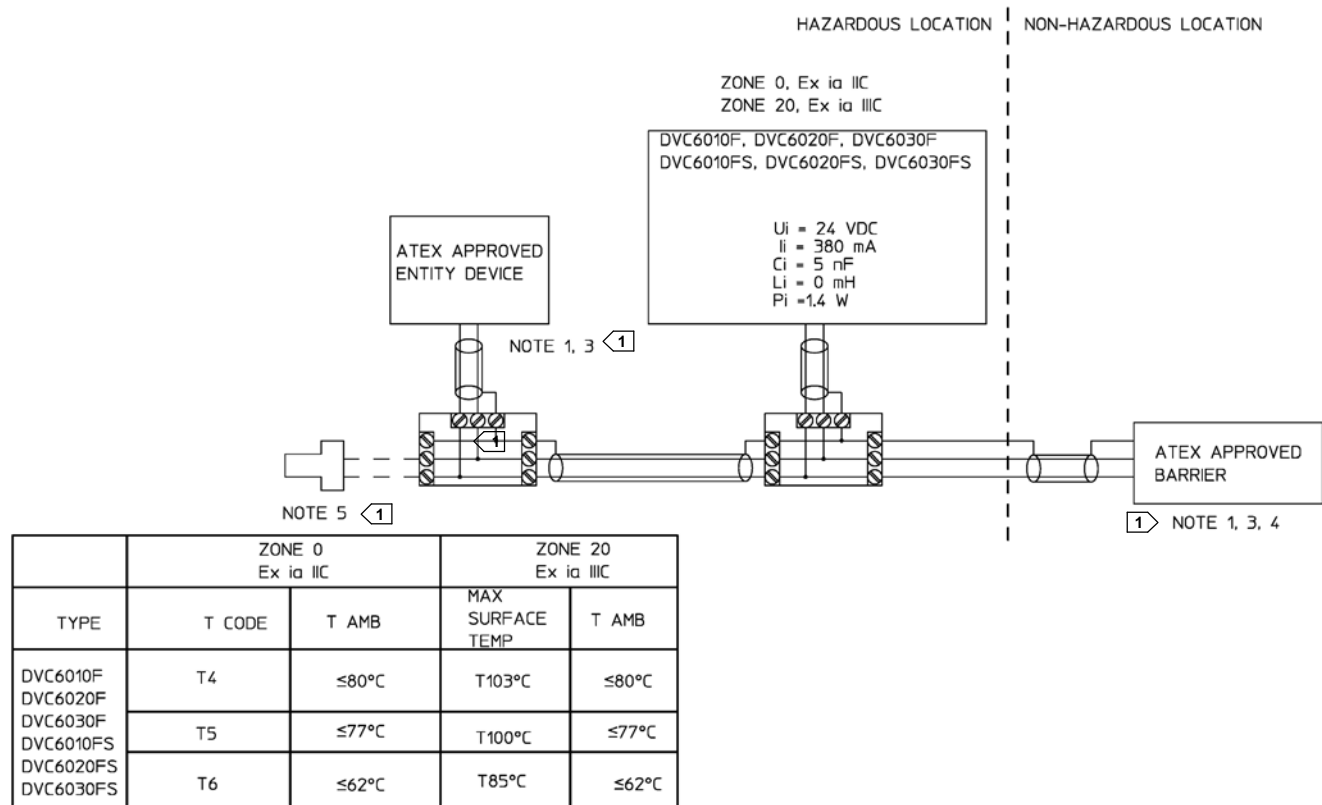 HAZARDOUS LOCATION NON-HAZARDOUS LOCATION
ZONE 0, Ex ia IIC
ZONE 20, Ex ia IIIC
DVC6010F, DVC6020F, DVC6030F
DVC6010FS, DVC6020FS, DVC6030FS
Ui = 24 VDC
Ii = 380 mA
Ci = 5 nF
Li = 0 mH
Pi =1.4 W
ATEX APPROVED
ENTITY DEVICE
NOTE 1, 3 1
1
ATEX APPROVED
BARRIER
NOTE 5 1
1 NOTE 1, 3, 4
ZONE 0
Ex ia IIC
ZONE 20
Ex ia IIIC
TYPE
T CODE
T AMB
MAX
SURFACE
TEMP
T AMB
DVC6010F
DVC6020F
DVC6030F
DVC6010FS
DVC6020FS
DVC6030FS
T4
≤80°C
T103°C
≤80°C
T5
≤77°C
T100°C
≤77°C
T6
≤62°C
T85°C
≤62°C